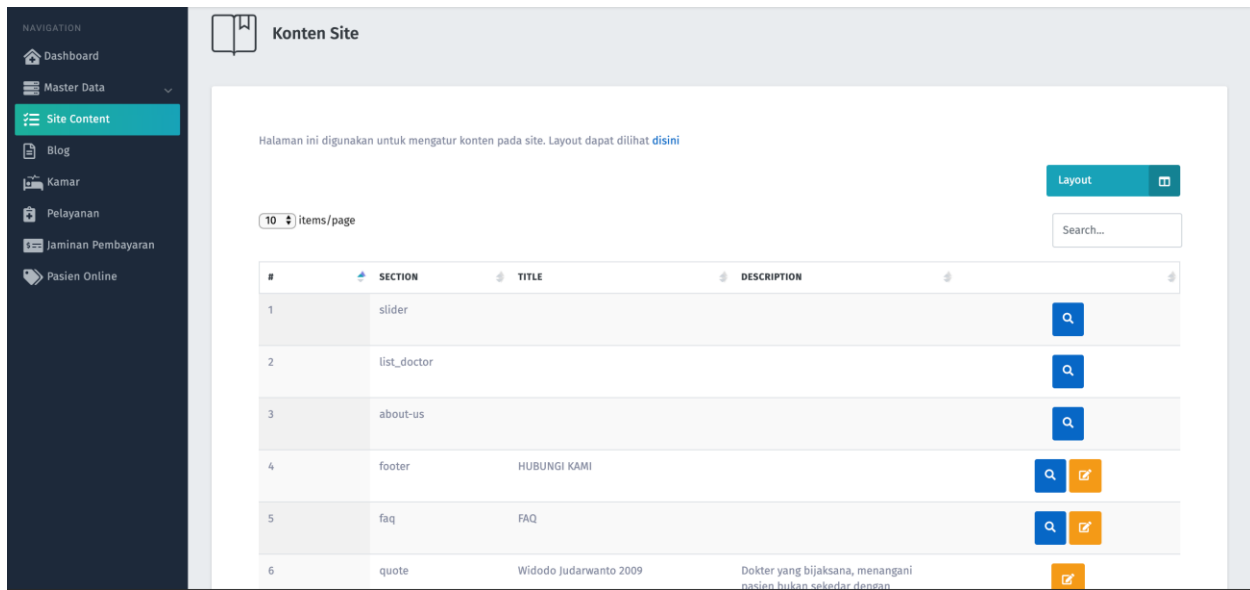 NAVIGATION
Dashboard
Master Data
Site Content
Blog
Kamar
Pelayanan
Jaminan Pembayaran
Pasien Online
Konten Site
Halaman ini digunakan untuk mengatur konten pada site. Layout dapat dilihat disini
Layout
10 items/page
Search...
# SECTION TITLE DESCRIPTION
1 slider
2 list_doctor
3 about-us
4 footer HUBUNGI KAMI
5 faq FAQ
6 quote Widodo Judarwanto 2009 Dokter yang bijaksana, menangani
pasien bukan sekedar dengan